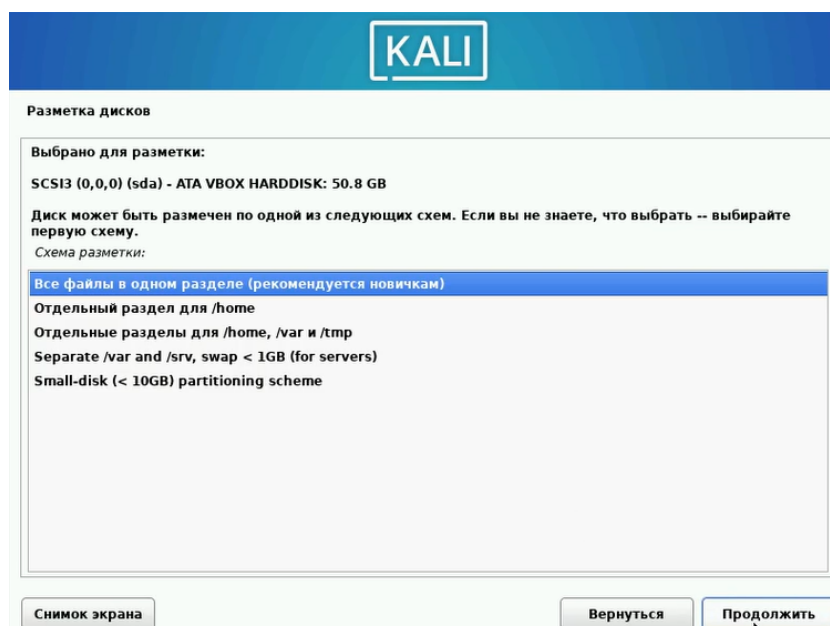 KALI
Разметка дисков
Выбрано для разметки:
SCSI3 (0,0,0) (sda) - ATA VBOX HARDDISK: 50.8 GB
Диск может быть размечен по одной из следующих схем. Если вы не знаете, что выбрать -- выбирайте
первую схему.
Схема разметки:
Все файлы в одном разделе (рекомендуется новичкам)
Отдельный раздел для /home
Отдельные разделы для /home, /var и /tmp
Separate /var and /srv, swap < 1GB (for servers)
Small-disk (< 10GB) partitioning scheme
Снимок экрана
Вернуться
Продолжить